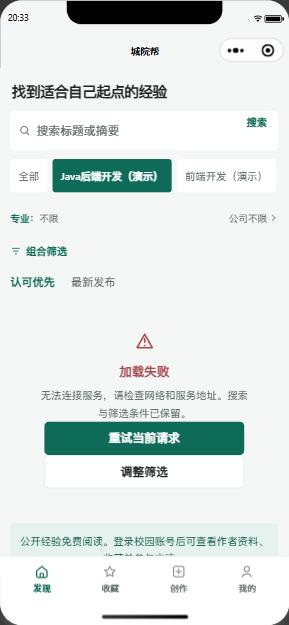 20:33
城院帮
找到适合自己起点的经验
搜索标题或摘要
搜索
全部
Java后端开发（演示）
前端开发（演示）
专业：不限
公司不限
组合筛选
认可优先
最新发布
加载失败
无法连接服务，请检查网络和服务地址。搜索
与筛选条件已保留。
重试当前请求
调整筛选
公开经验免费阅读。登录校园账号后可查看作者资料、
发现
收藏
创作
我的